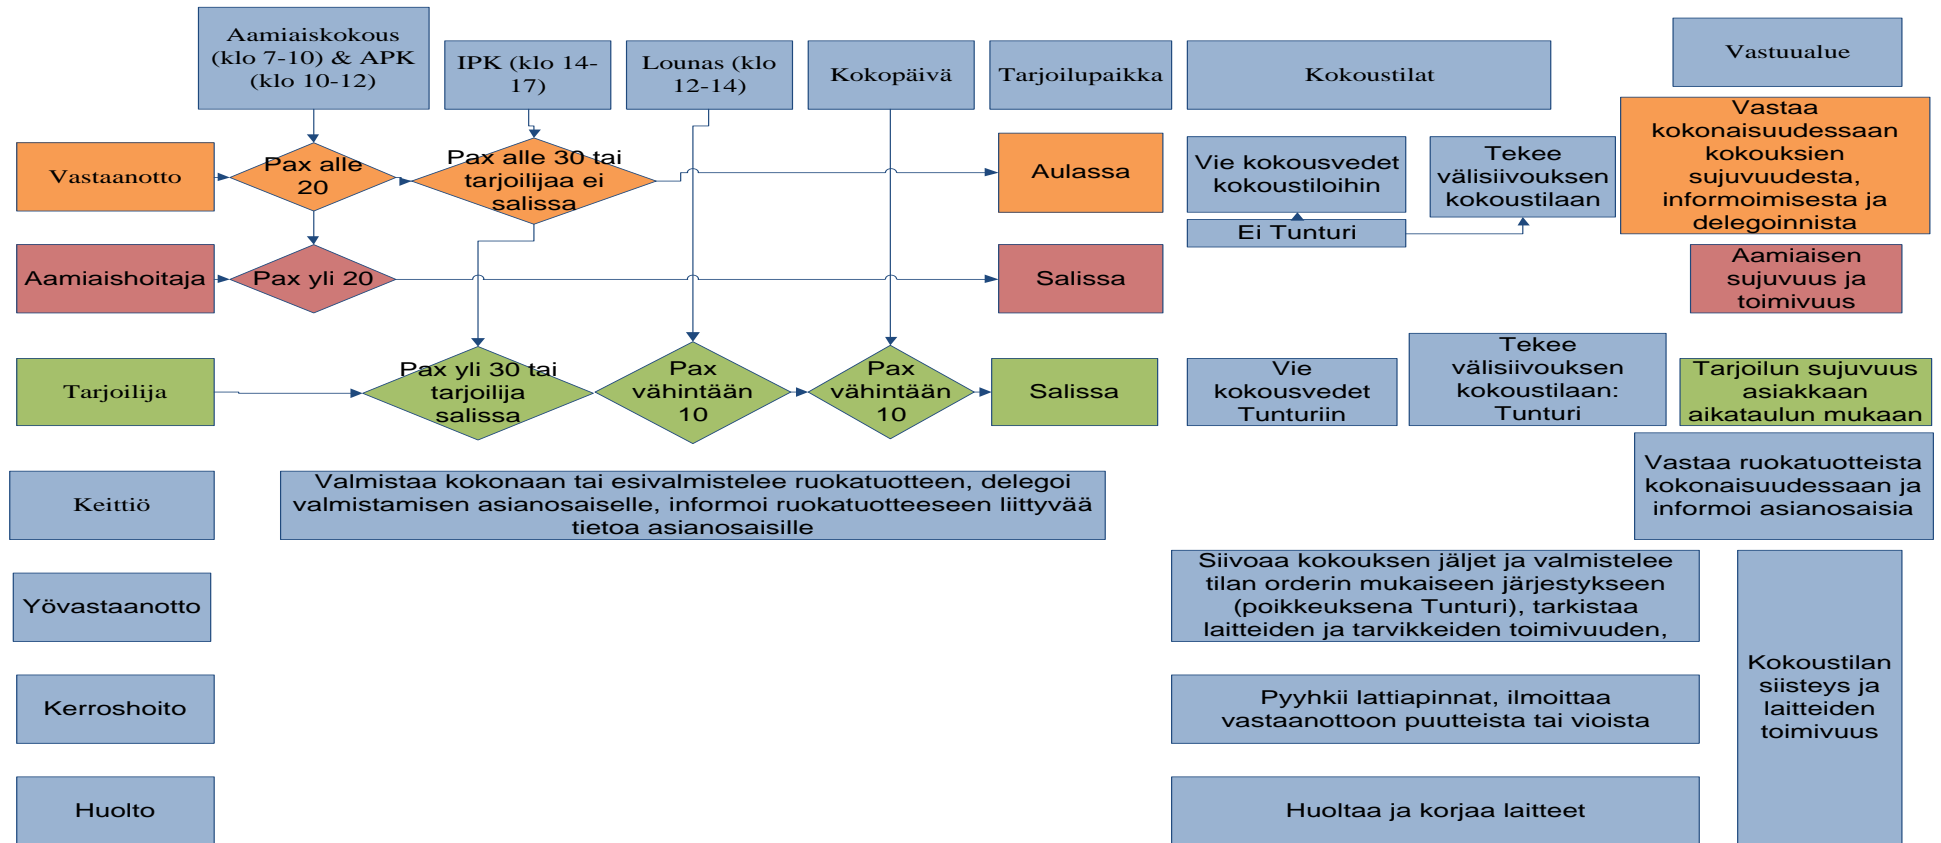 Aamiaiskokous
(klo 7-10) & APK
(klo 10-12)
IPK (klo 14-
17)
Lounas (klo
12-14)
Kokopäivä
Tarjoilupaikka
Kokoustilat
Vastuualue
Vastaanotto
Pax alle
20
Pax alle 30 tai
tarjoilijaa ei
salissa
Aulassa
Vie kokousvedet
kokoustiloihin
Ei Tunturi
Tekee
välisiivouksen
kokoustilaan
Vastaa
kokonaisuudessaan
kokouksien
sujuvuudesta,
informoimisesta ja
delegoinnista
Aamiaishoitaja
Pax yli 20
Salissa
Aamiaisen
sujuvuus ja
toimivuus
Tarjoilija
Pax yli 30 tai
tarjoilija
salissa
Pax
vähintään
10
Pax
vähintään
10
Salissa
Vie
kokousvedet
Tunturiin
Tekee
välisiivouksen
kokoustilaan:
Tunturi
Tarjoilun sujuvuus
asiakkaan
aikataulun mukaan
Keittiö
Valmistaa kokonaan tai esivalmistelee ruokatuotteen, delegoi
valmistamisen asianosaiselle, informoi ruokatuotteeseen liittyvää
tietoa asianosaisille
Vastaa ruokatuotteista
kokonaisuudessaan ja
informoi asianosaisia
Yövastaanotto
Siivoaa kokouksen jäljet ja valmistelee
tilan orderin mukaiseen järjestykseen
(poikkeuksena Tunturi), tarkistaa
laitteiden ja tarvikkeiden toimivuuden,
Kokoustilan
siisteys ja
laitteiden
toimivuus
Kerroshoito
Pyyhkii lattiapinnat, ilmoittaa
vastaanottoon puutteista tai vioista
Huolto
Huoltaa ja korjaa laitteet